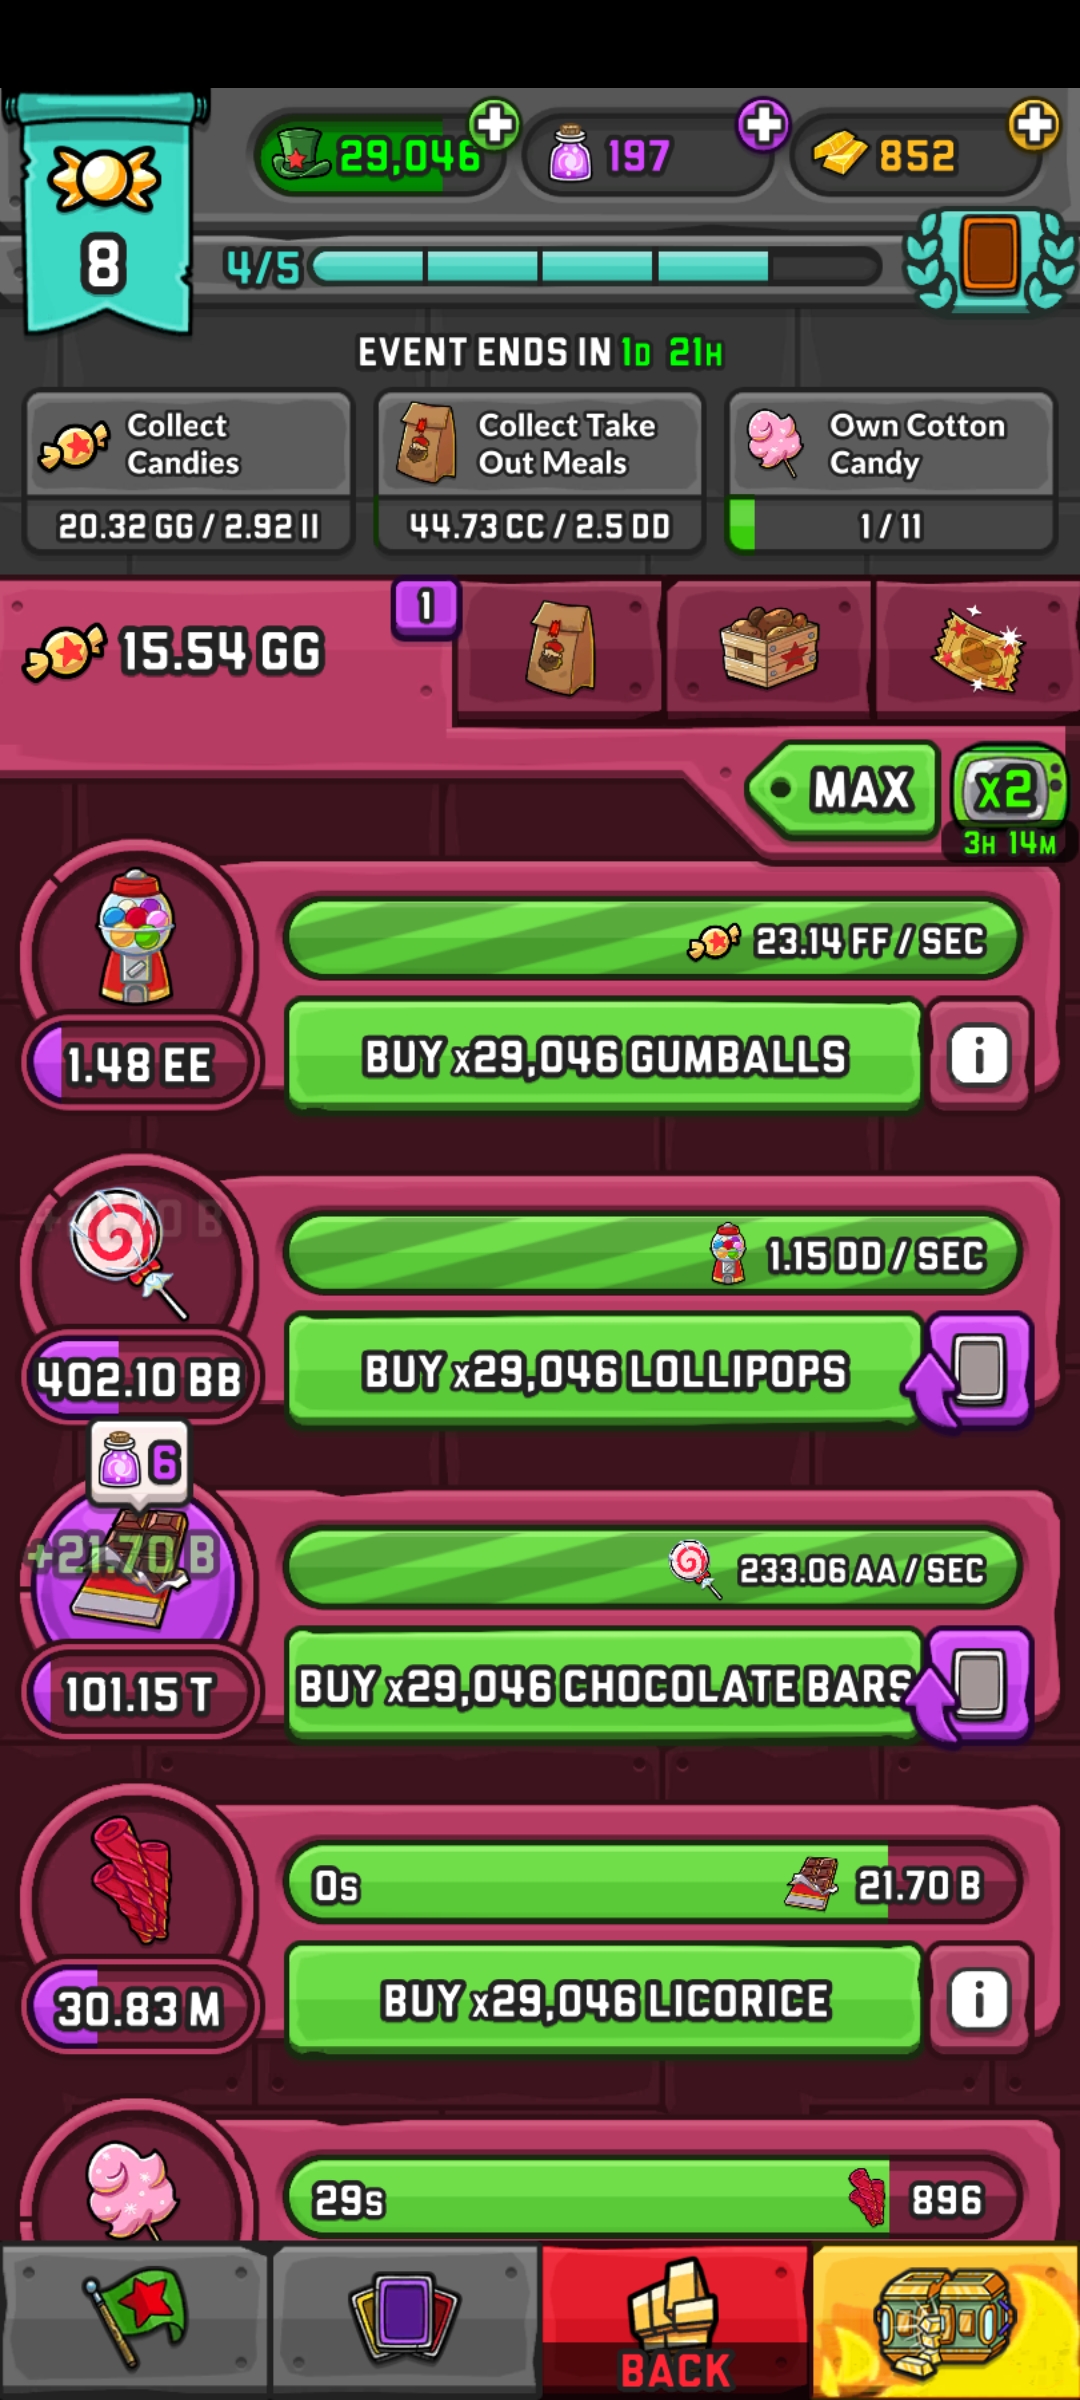 29,046
197
852
8
4/5
EVENT ENDS IN 1D 21H
Collect
Candies
20.32 GG / 2.92 II
Collect Take
Out Meals
44.73 CC / 2.5 DD
Own Cotton
Candy
1 / 11
15.54 GG
1
MAX
x2
3H 14M
23.14 FF / SEC
1.48 EE
BUY x29,046 GUMBALLS
i
1.15 DD / SEC
402.10 BB
BUY x29,046 LOLLIPOPS
6
+21.70 B
233.06 AA / SEC
101.15 T
BUY x29,046 CHOCOLATE BARS
0s
21.70 B
30.83 M
BUY x29,046 LICORICE
i
29s
896
BACK